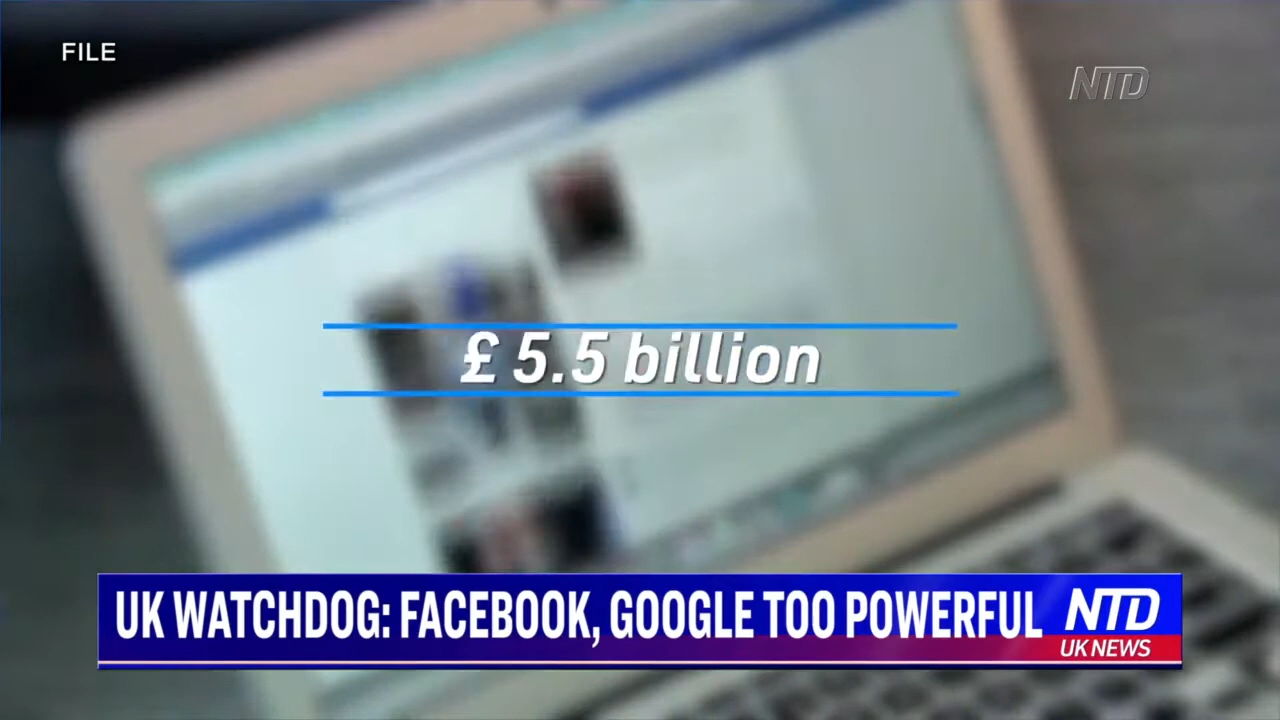 FILE
NTD
£ 5.5 billion
UK WATCHDOG: FACEBOOK, GOOGLE TOO POWERFUL
NTD
UK NEWS